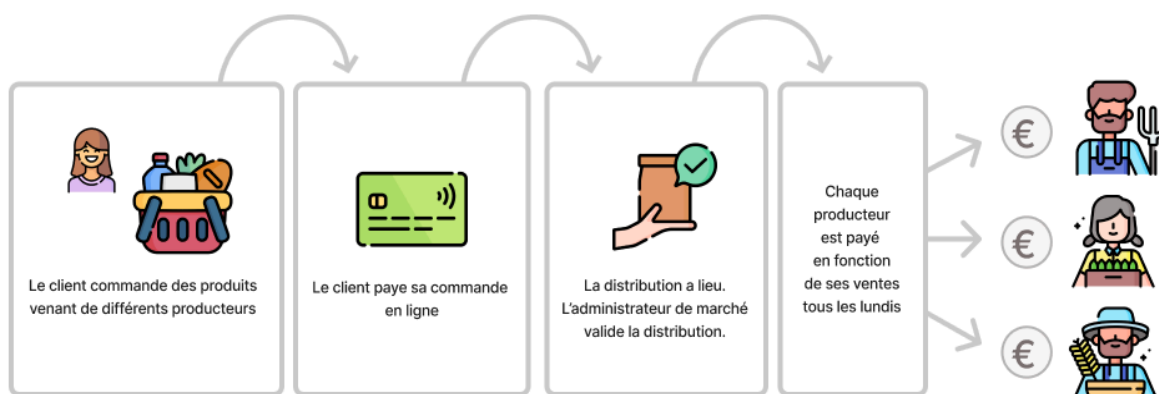 Le client commande des produits
venant de différents producteurs
Le client paye sa commande
en ligne
La distribution a lieu.
L'administrateur de marché
valide la distribution.
Chaque
producteur
est payé
en fonction
de ses ventes
tous les lundis
€
€
€